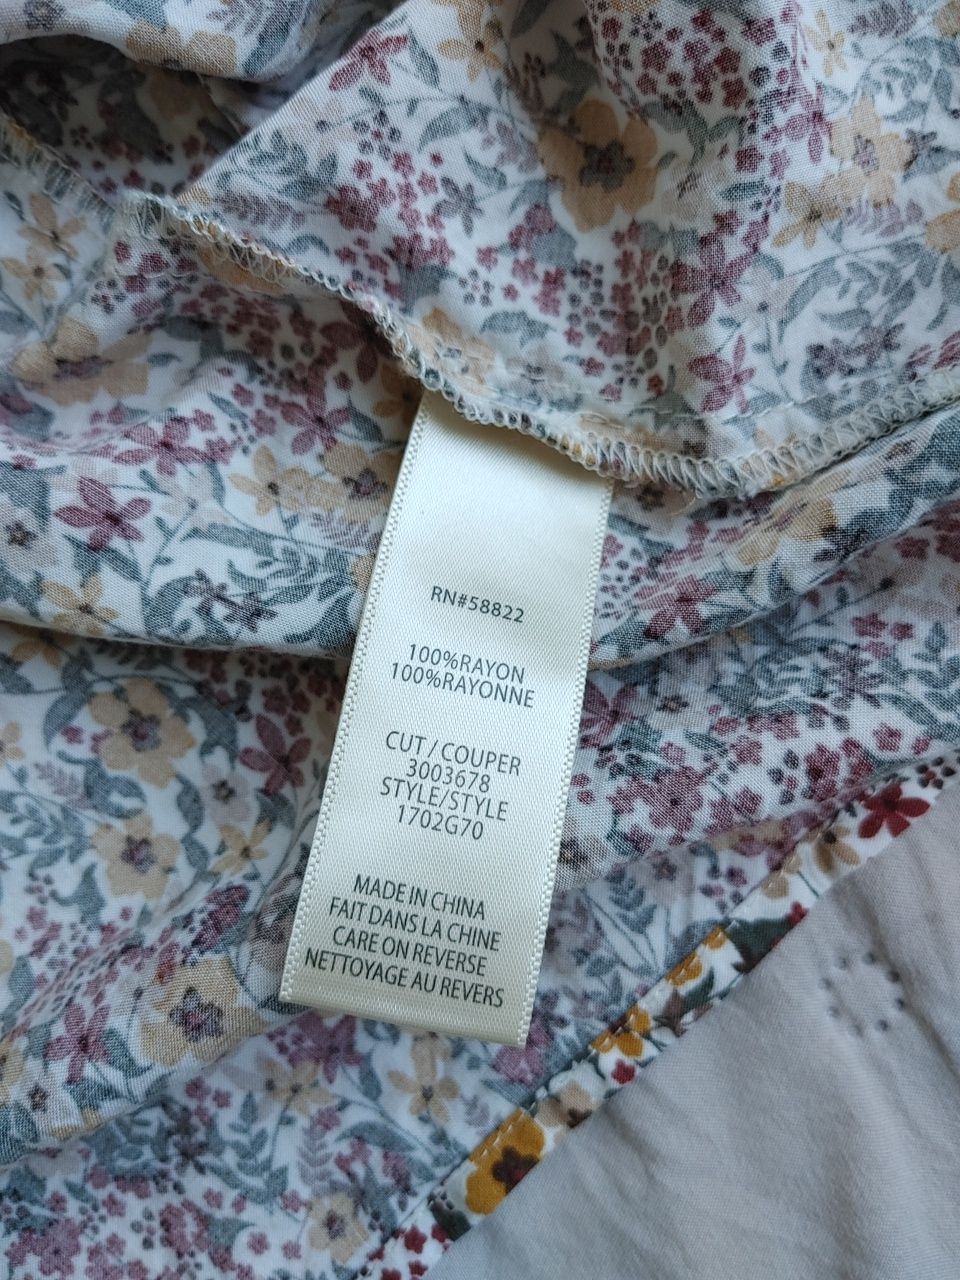 RN#58822
100%RAYON
100%RAYONNE
CUT / COUPER
3003678
STYLE/STYLE
1702G70
MADE IN CHINA
FAIT DANS LA CHINE
CARE ON REVERSE
NETTOYAGE AU REVERS